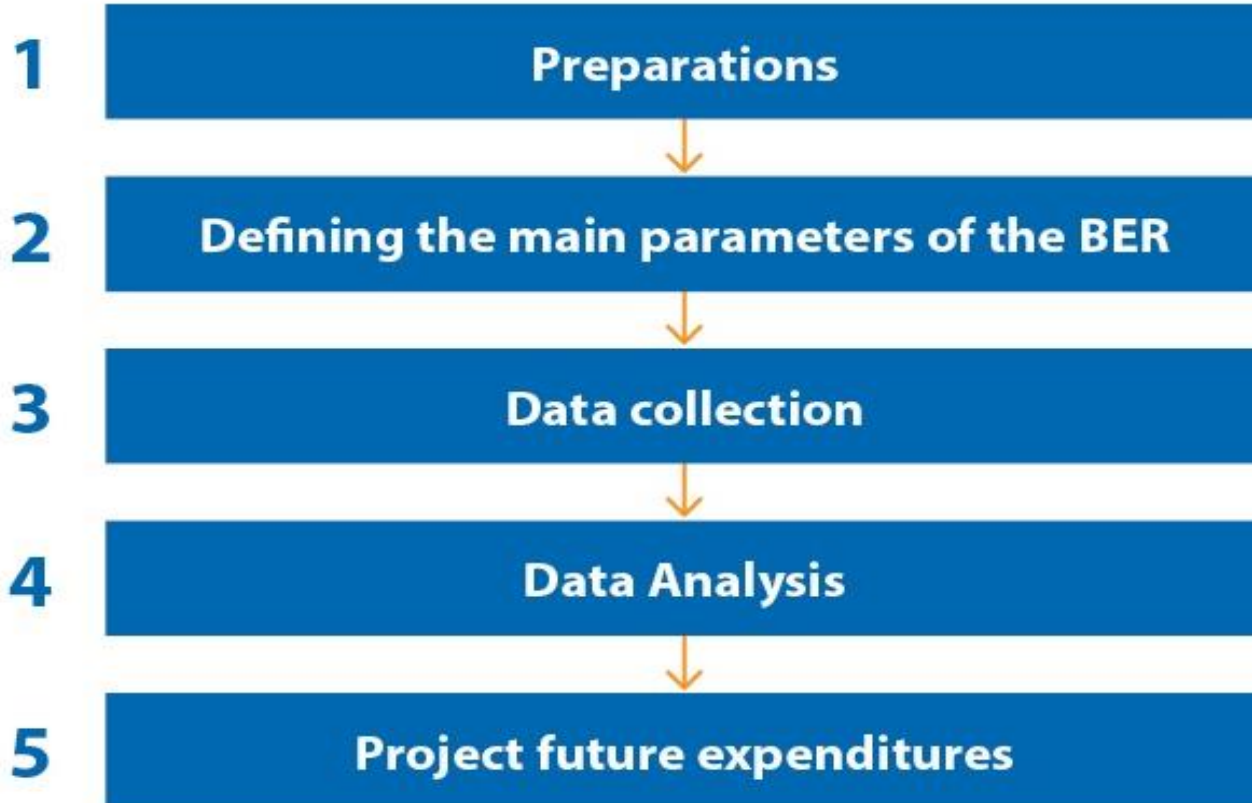 1 Preparations
2 Defining the main parameters of the BER
3 Data collection
4 Data Analysis
5 Project future expenditures